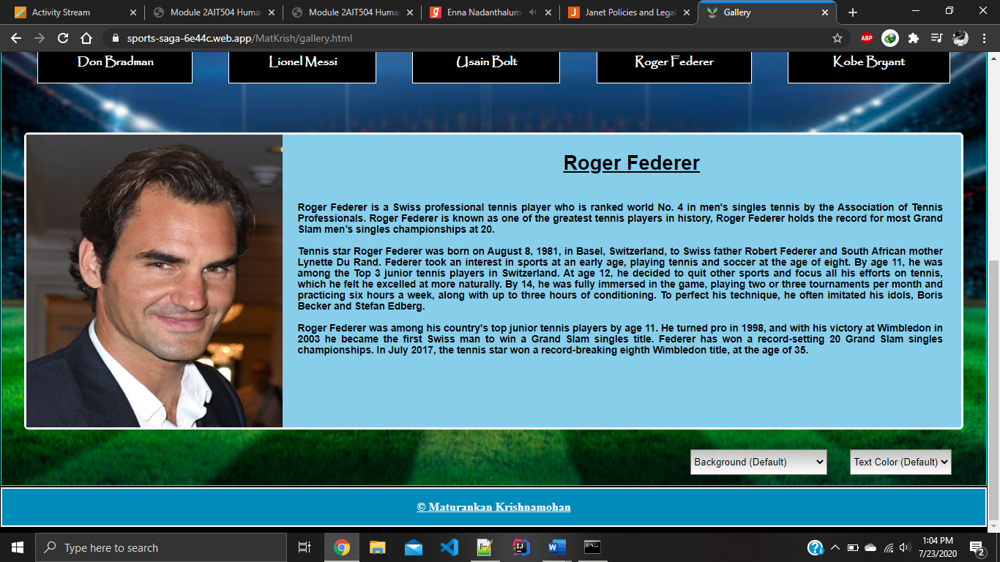 Activity Stream
Module 2AIT504 Huma
Module 2AIT504 Huma
Enna Nadanthalum
Janet Policies and Legal
Gallery
sports-saga-6e44c.web.app/MatKrish/gallery.html
ABP
Don Bradman
Lionel Messi
Usain Bolt
Roger Federer
Kobe Bryant
Roger Federer
Roger Federer is a Swiss professional tennis player who is ranked world No. 4 in men's singles tennis by the Association of Tennis
Professionals. Roger Federer is known as one of the greatest tennis players in history, Roger Federer holds the record for most Grand
Slam men’s singles championships at 20.
Tennis star Roger Federer was born on August 8, 1981, in Basel, Switzerland, to Swiss father Robert Federer and South African mother
Lynette Du Rand. Federer took an interest in sports at an early age, playing tennis and soccer at the age of eight. By age 11, he was
among the Top 3 junior tennis players in Switzerland. At age 12, he decided to quit other sports and focus all his efforts on tennis,
which he felt he excelled at more naturally. By 14, he was fully immersed in the game, playing two or three tournaments per month and
practicing six hours a week, along with up to three hours of conditioning. To perfect his technique, he often imitated his idols, Boris
Becker and Stefan Edberg.
Roger Federer was among his country's top junior tennis players by age 11. He turned pro in 1998, and with his victory at Wimbledon in
2003 he became the first Swiss man to win a Grand Slam singles title. Federer has won a record-setting 20 Grand Slam singles
championships. In July 2017, the tennis star won a record-breaking eighth Wimbledon title, at the age of 35.
Background (Default)
Text Color (Default)
© Maturankan Krishnamohan
Type here to search
1:04 PM
7/23/2020
2